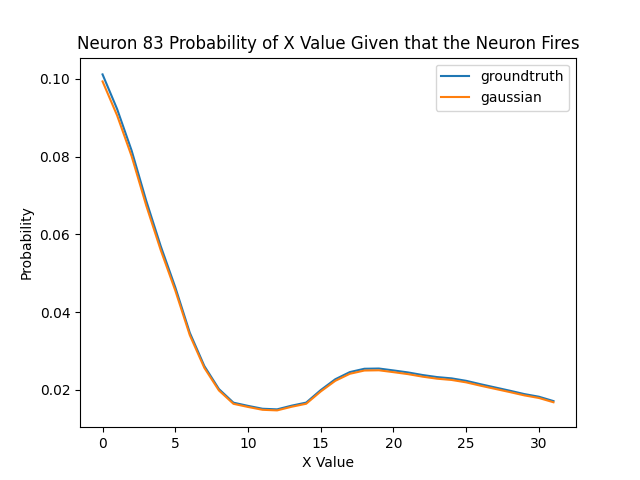 Neuron 83 Probability of X Value Given that the Neuron Fires
groundtruth
gaussian
Probability
0.10
0.08
0.06
0.04
0.02
0 5 10 15 20 25 30
X Value